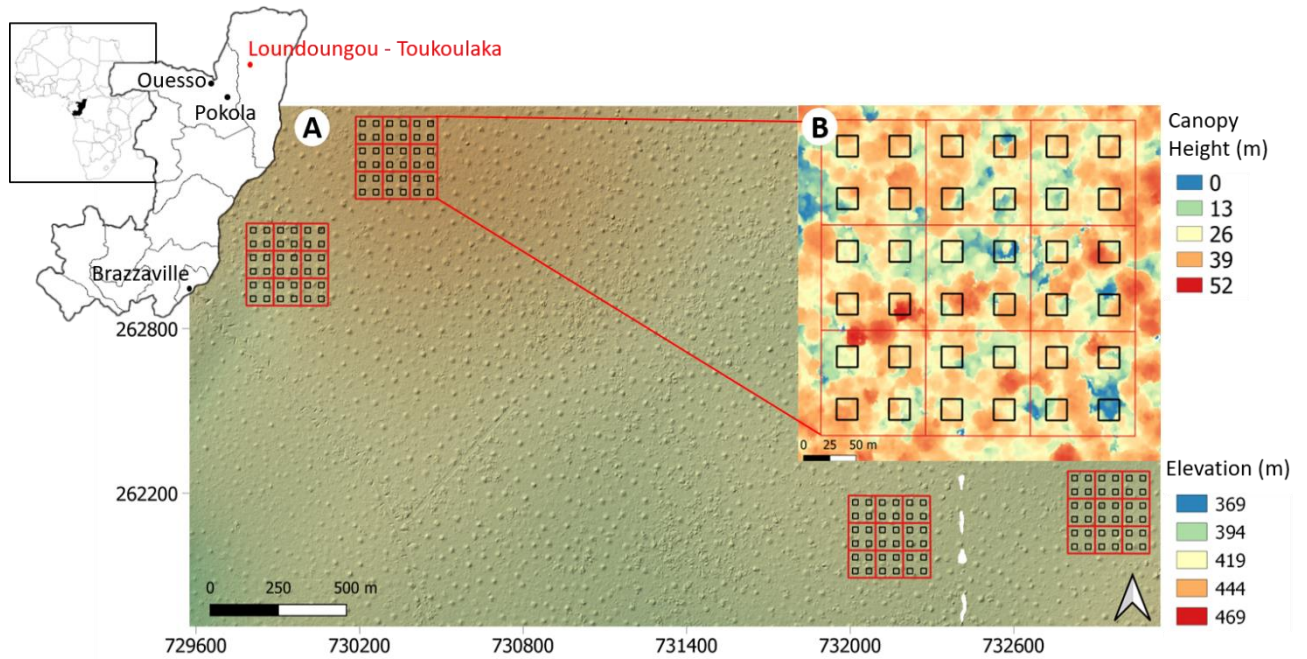 Loundoungou - Toukoulaka
Ouesso
Pokola
Brazzaville
A
B
Canopy
Height (m)
0
13
26
39
52
0 25 50 m
262800
262200
Elevation (m)
369
394
419
444
469
0 250 500 m
729600 730200 730800 731400 732000 732600